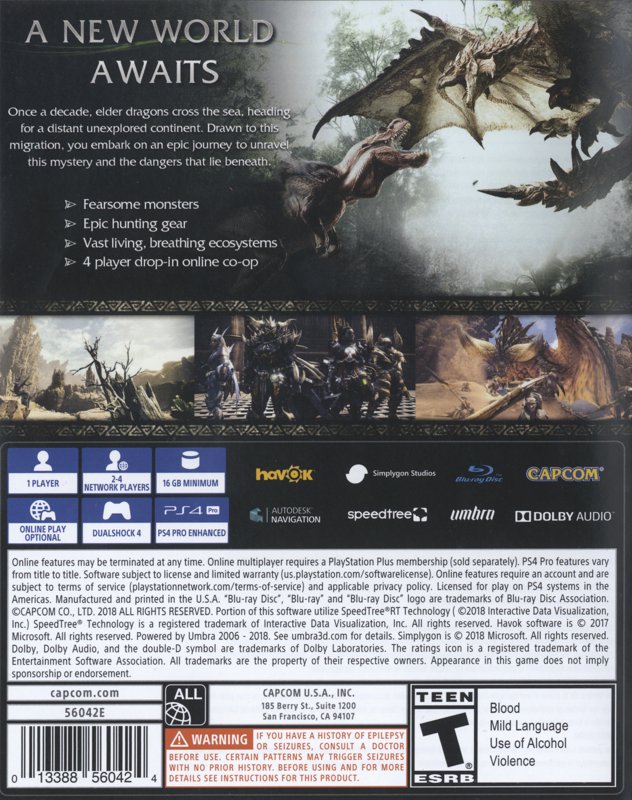 A NEW WORLD
AWAITS
Once a decade, elder dragons cross the sea, heading
for a distant unexplored continent. Drawn to this
migration, you embark on an epic journey to unravel
this mystery and the dangers that lie beneath.
Fearsome monsters
Epic hunting gear
Vast living, breathing ecosystems
4 player drop-in online co-op
1 PLAYER
2-4
NETWORK PLAYERS
16 GB MINIMUM
havok
Simplygon Studios
Blu-ray Disc
CAPCOM
ONLINE PLAY
OPTIONAL
DUALSHOCK 4
PS4 Pro
PS4 PRO ENHANCED
AUTODESK
NAVIGATION
speedtree
umbra
DOLBY AUDIO™
Online features may be terminated at any time. Online multiplayer requires a PlayStation Plus membership (sold separately). PS4 Pro features vary
from title to title. Software subject to license and limited warranty (us.playstation.com/softwarelicense). Online features require an account and are
subject to terms of service (playstationnetwork.com/terms-of-service) and applicable privacy policy. Licensed for play on PS4 systems in the
Americas. Manufactured and printed in the U.S.A. "Blu-ray Disc", "Blu-ray" and "Blu-ray Disc" logo are trademarks of Blu-ray Disc Association.
©CAPCOM CO., LTD. 2018 ALL RIGHTS RESERVED. Portion of this software utilize SpeedTree®RT Technology ( ©2018 Interactive Data Visualization,
Inc.) SpeedTree® Technology is a registered trademark of Interactive Data Visualization, Inc. All rights reserved. Havok software is © 2017
Microsoft. All rights reserved. Powered by Umbra 2006 - 2018. See umbra3d.com for details. Simplygon is © 2018 Microsoft. All rights reserved.
Dolby, Dolby Audio, and the double-D symbol are trademarks of Dolby Laboratories. The ratings icon is a registered trademark of the
Entertainment Software Association. All trademarks are the property of their respective owners. Appearance in this game does not imply
sponsorship or endorsement.
capcom.com
56042E
ALL
CAPCOM U.S.A., INC.
185 Berry St., Suite 1200
San Francisco, CA 94107
WARNING
IF YOU HAVE A HISTORY OF EPILEPSY
OR SEIZURES, CONSULT A DOCTOR
BEFORE USE. CERTAIN PATTERNS MAY TRIGGER SEIZURES
WITH NO PRIOR HISTORY. BEFORE USING AND FOR MORE
DETAILS SEE INSTRUCTIONS FOR THIS PRODUCT.
0 13388 56042 4
TEEN
T
ESRB
Blood
Mild Language
Use of Alcohol
Violence